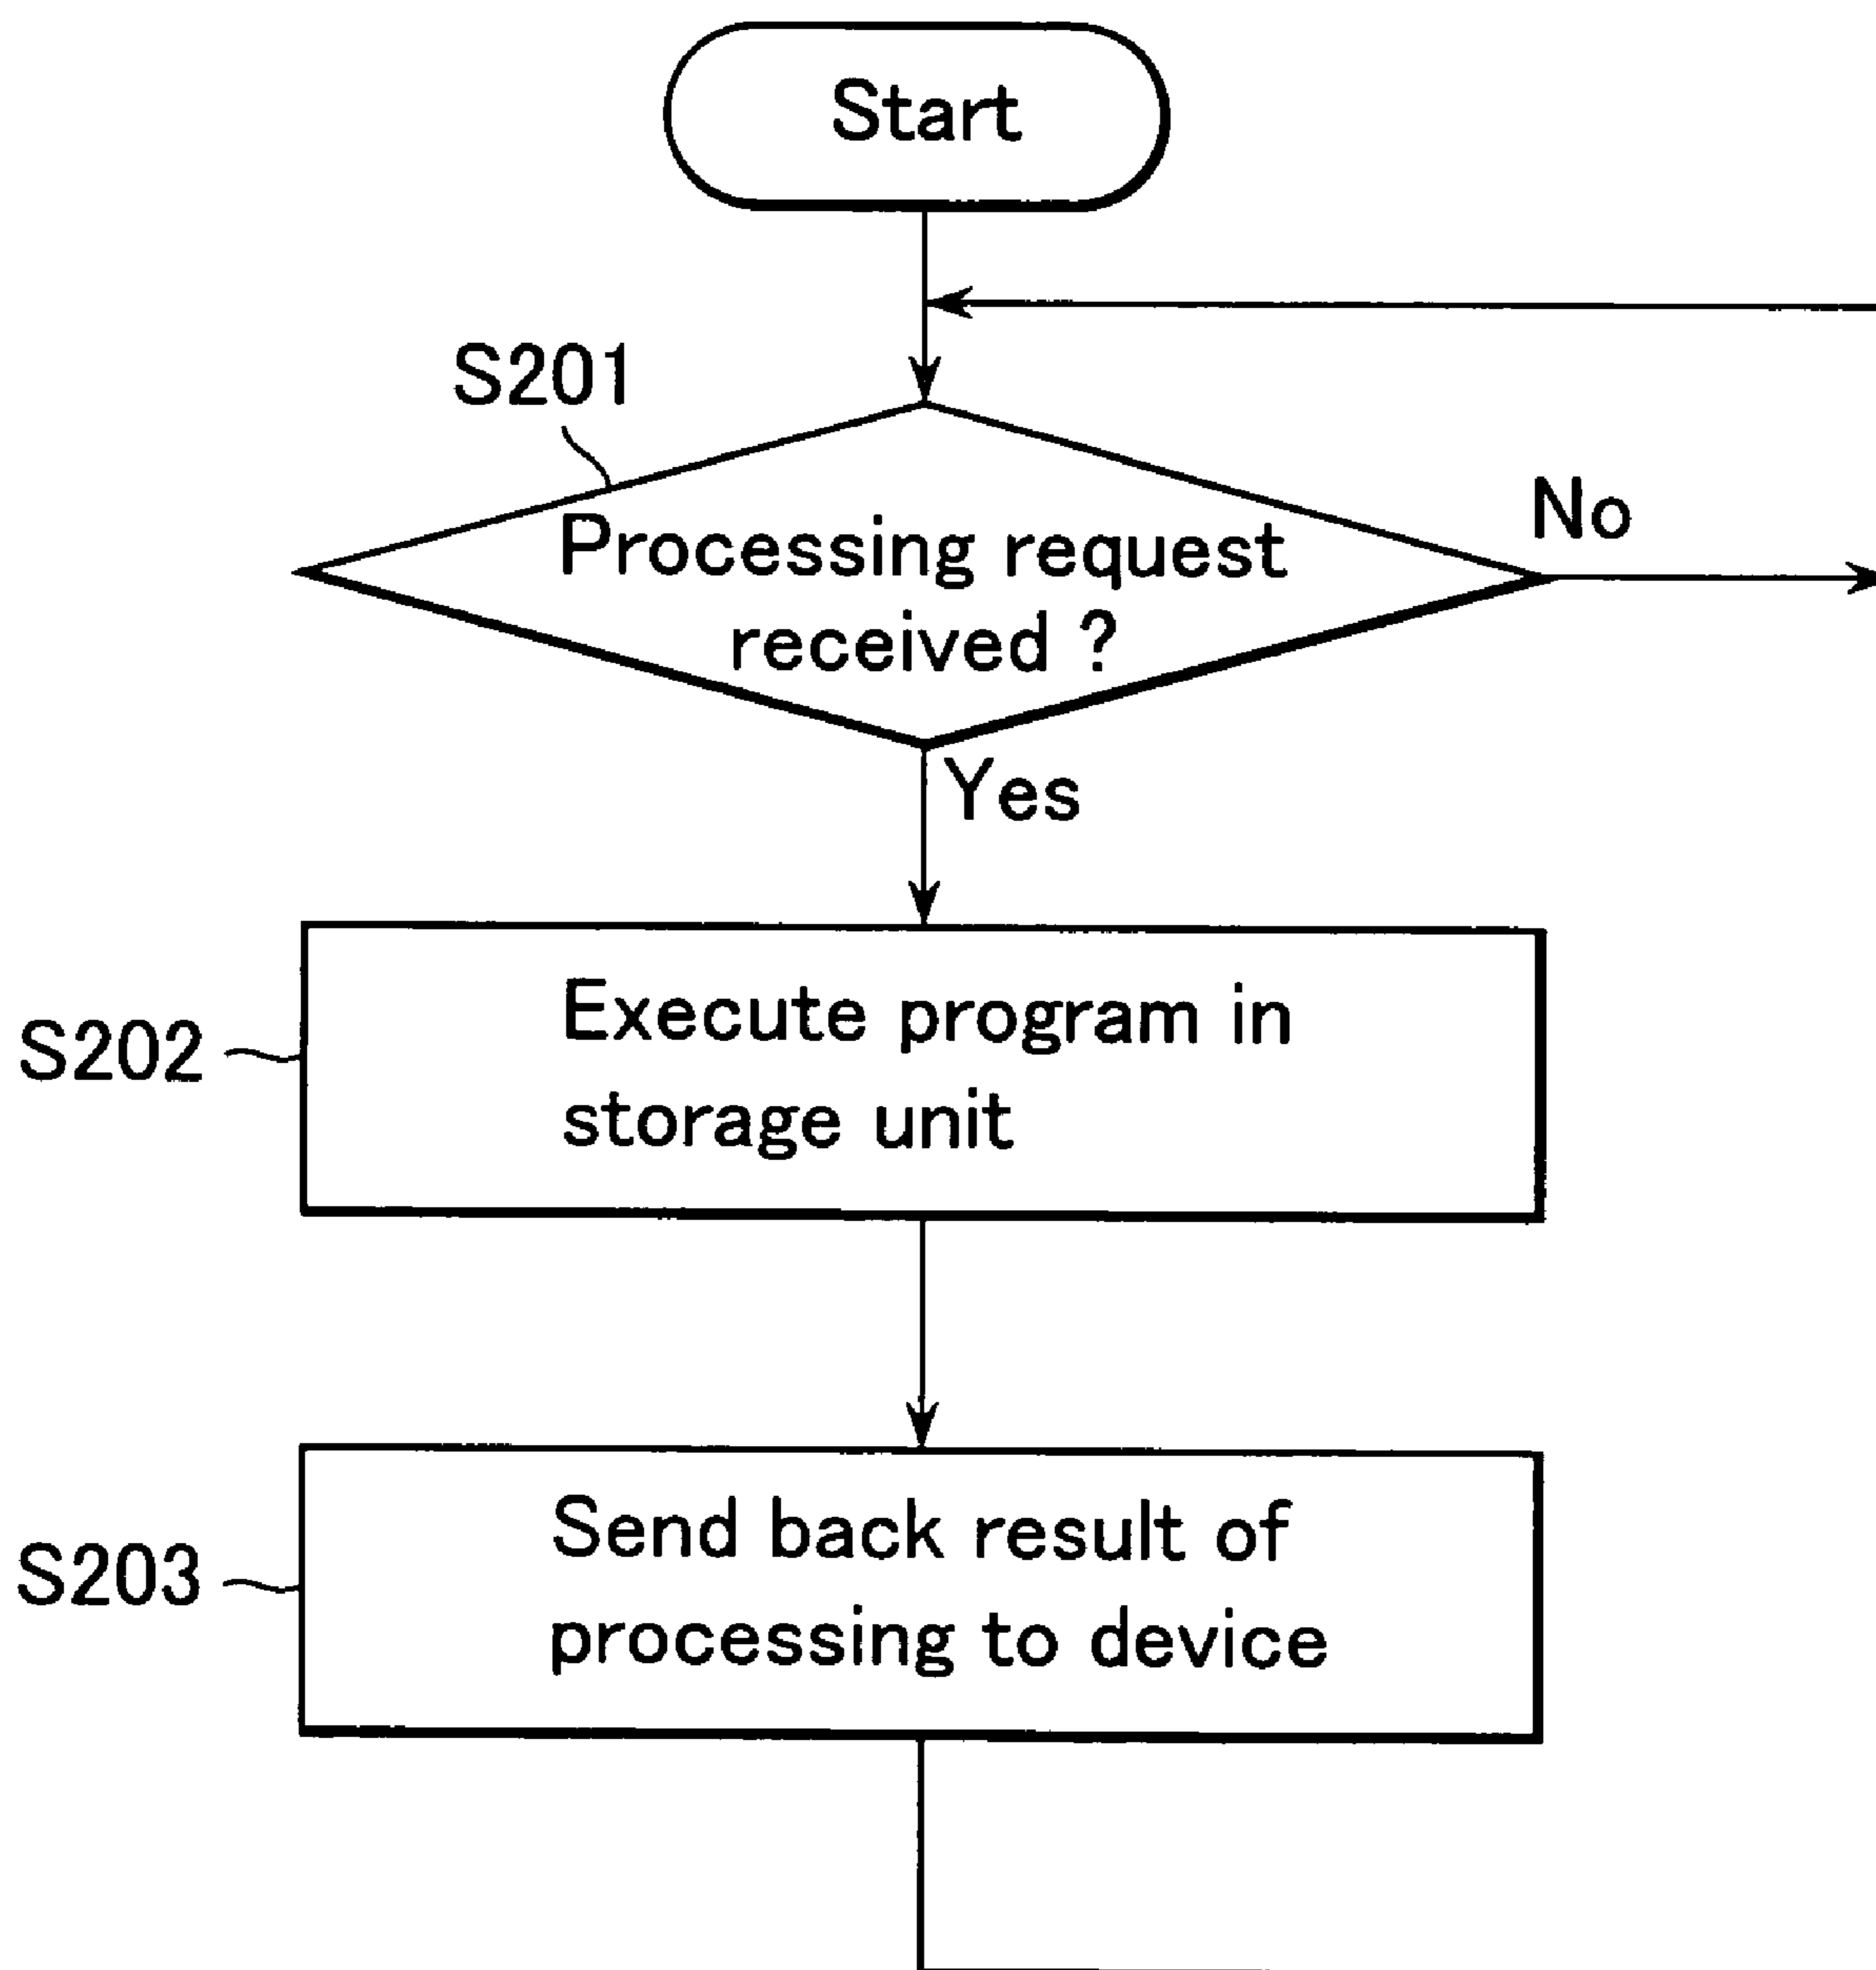 Start
S201
Processing request
received ?
No
Yes
S202
Execute program in
storage unit
S203
Send back result of
processing to device